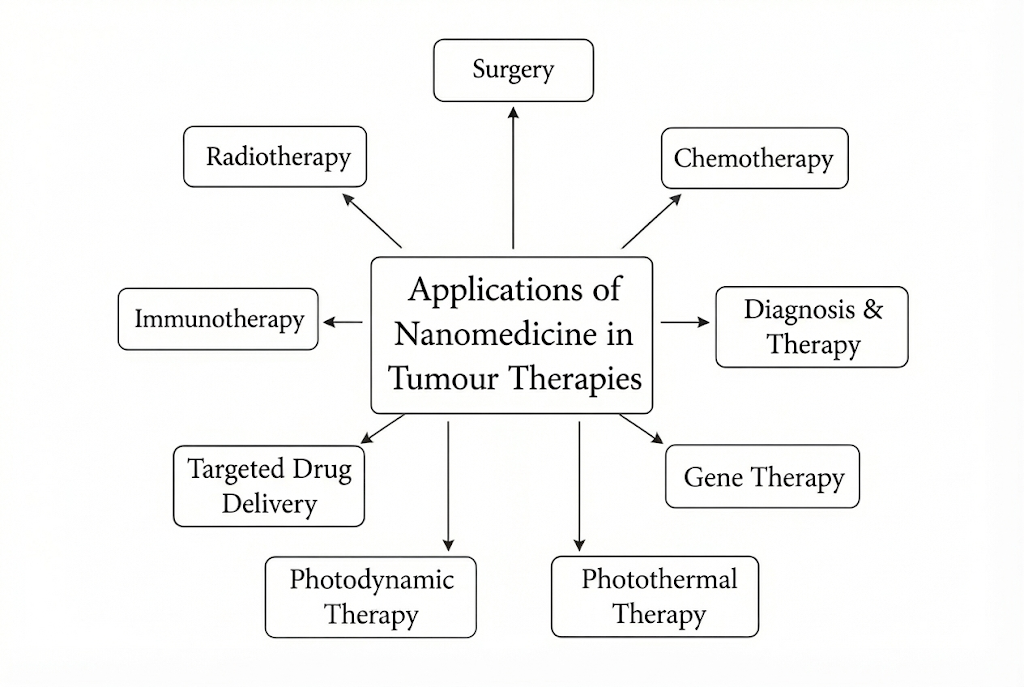 Surgery
Radiotherapy
Chemotherapy
Applications of
Nanomedicine in
Tumour Therapies
Immunotherapy
Diagnosis &
Therapy
Targeted Drug
Delivery
Gene Therapy
Photodynamic
Therapy
Photothermal
Therapy